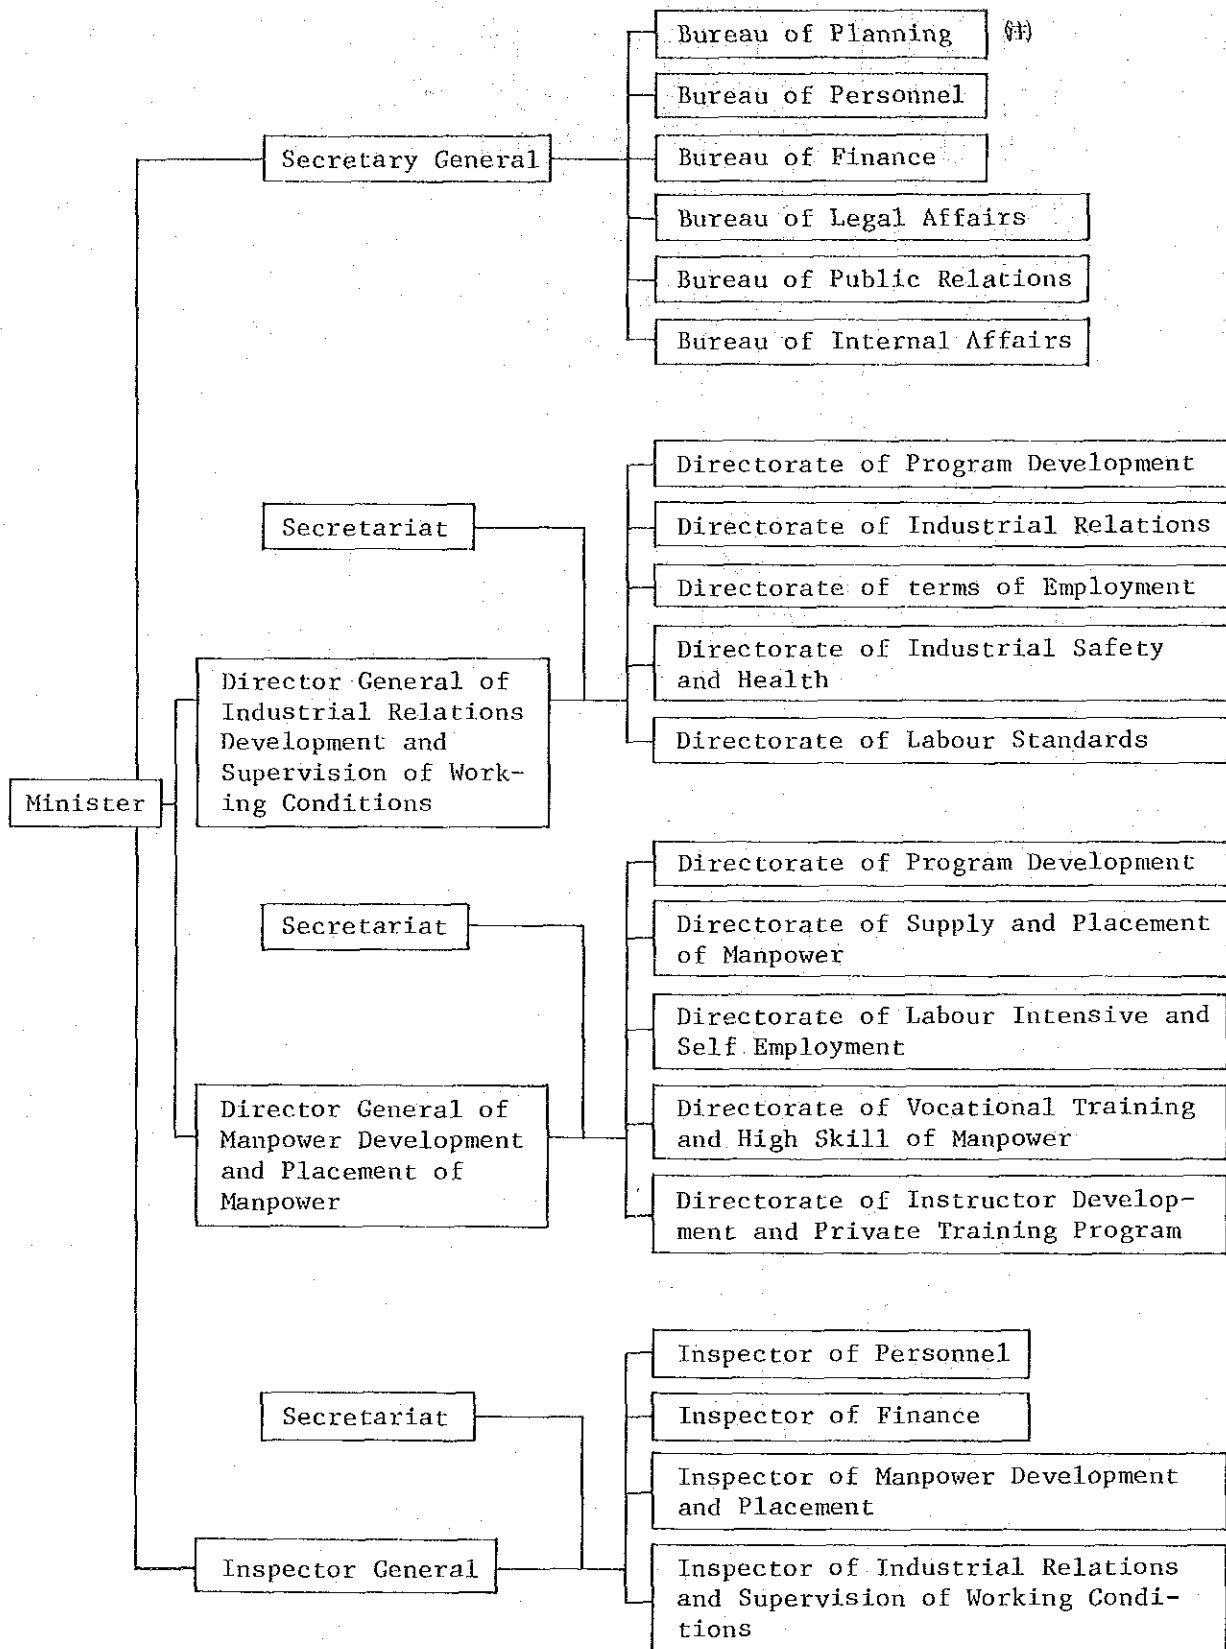 Bureau of Planning
Bureau of Personnel
Secretary General
Bureau of Finance
Bureau of Legal Affairs
Bureau of Public Relations
Bureau of Internal Affairs
Directorate of Program Development
Secretariat
Directorate of Industrial Relations
Directorate of terms of Employment
Directorate of Industrial Safety
and Health
Director General of
Industrial Relations
Development and
Supervision of Work-
ing Conditions
Directorate of Labour Standards
Minister
Directorate of Program Development
Secretariat
Directorate of Supply and Placement
of Manpower
Directorate of Labour Intensive and
Self Employment
Director General of
Manpower Development
and Placement of
Manpower
Directorate of Vocational Training
and High Skill of Manpower
Directorate of Instructor Develop-
ment and Private Training Program
Inspector of Personnel
Secretariat
Inspector of Finance
Inspector of Manpower Development
and Placement
Inspector General
Inspector of Industrial Relations
and Supervision of Working Condi-
tions